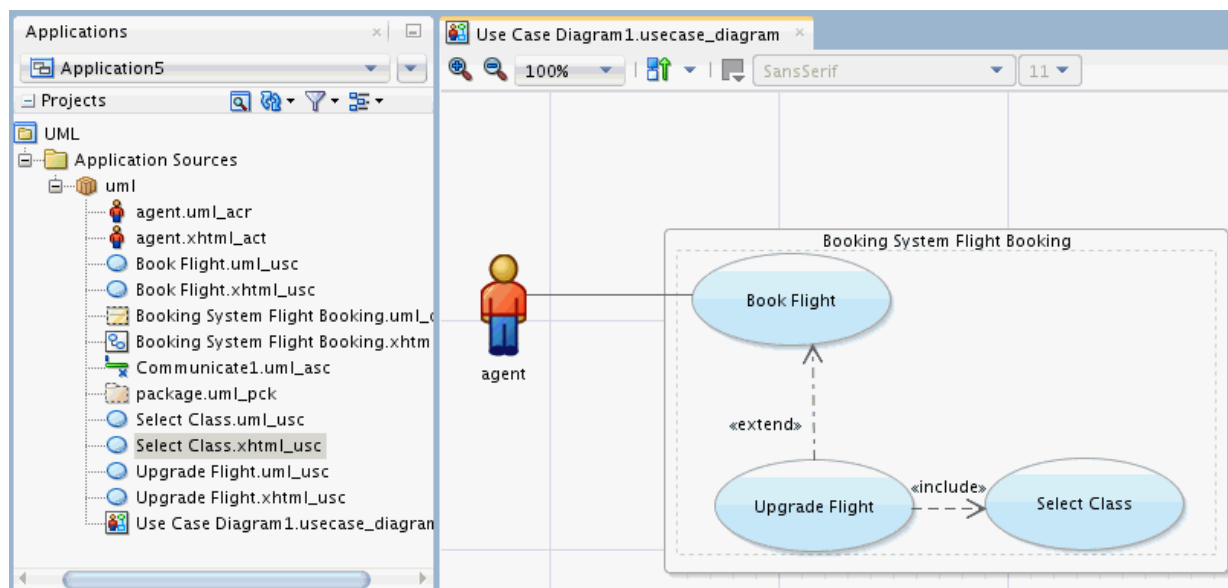 Applications
Application5
Projects
UML
Application Sources
uml
agent.uml_acr
agent.xhtml_act
Book Flight.uml_usc
Book Flight.xhtml_usc
Booking System Flight Booking.uml_
Booking System Flight Booking.xhtm
Communicate1.uml_asc
package.uml_pck
Select Class.uml_usc
Select Class.xhtml_usc
Upgrade Flight.uml_usc
Upgrade Flight.xhtml_usc
Use Case Diagram1.usecase_diagran
Use Case Diagram1.usecase_diagram
100%
SansSerif
11
Booking System Flight Booking
Book Flight
agent
«extend»
Upgrade Flight
«include»
Select Class